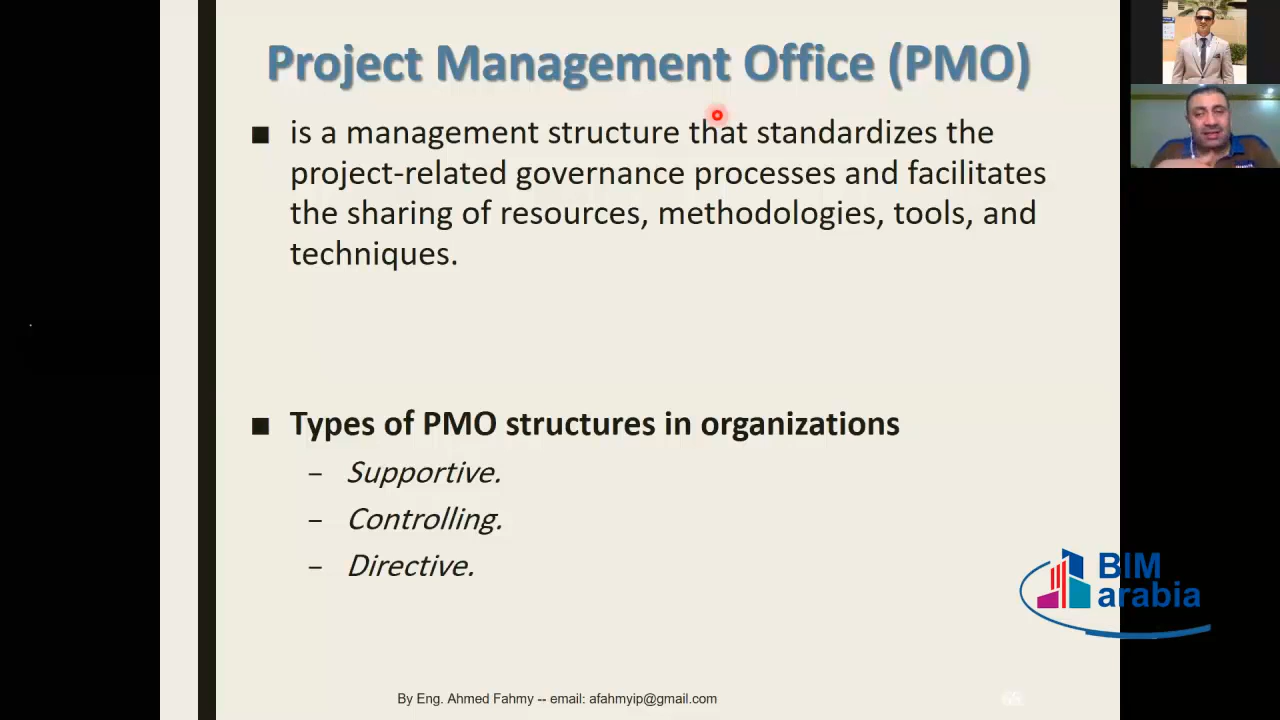 Project Management Office (PMO)
■ is a management structure that standardizes the
project-related governance processes and facilitates
the sharing of resources, methodologies, tools, and
techniques.
■ Types of PMO structures in organizations
– Supportive.
– Controlling.
– Directive.
BIM
arabia
By Eng. Ahmed Fahmy -- email: afahmyip@gmail.com